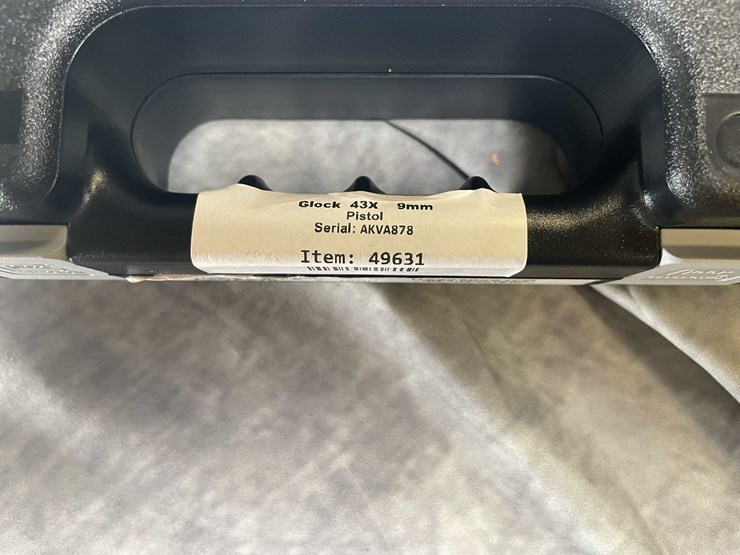 Glock 43X 9mm
Pistol
Serial: AKVA878
Item: 49631